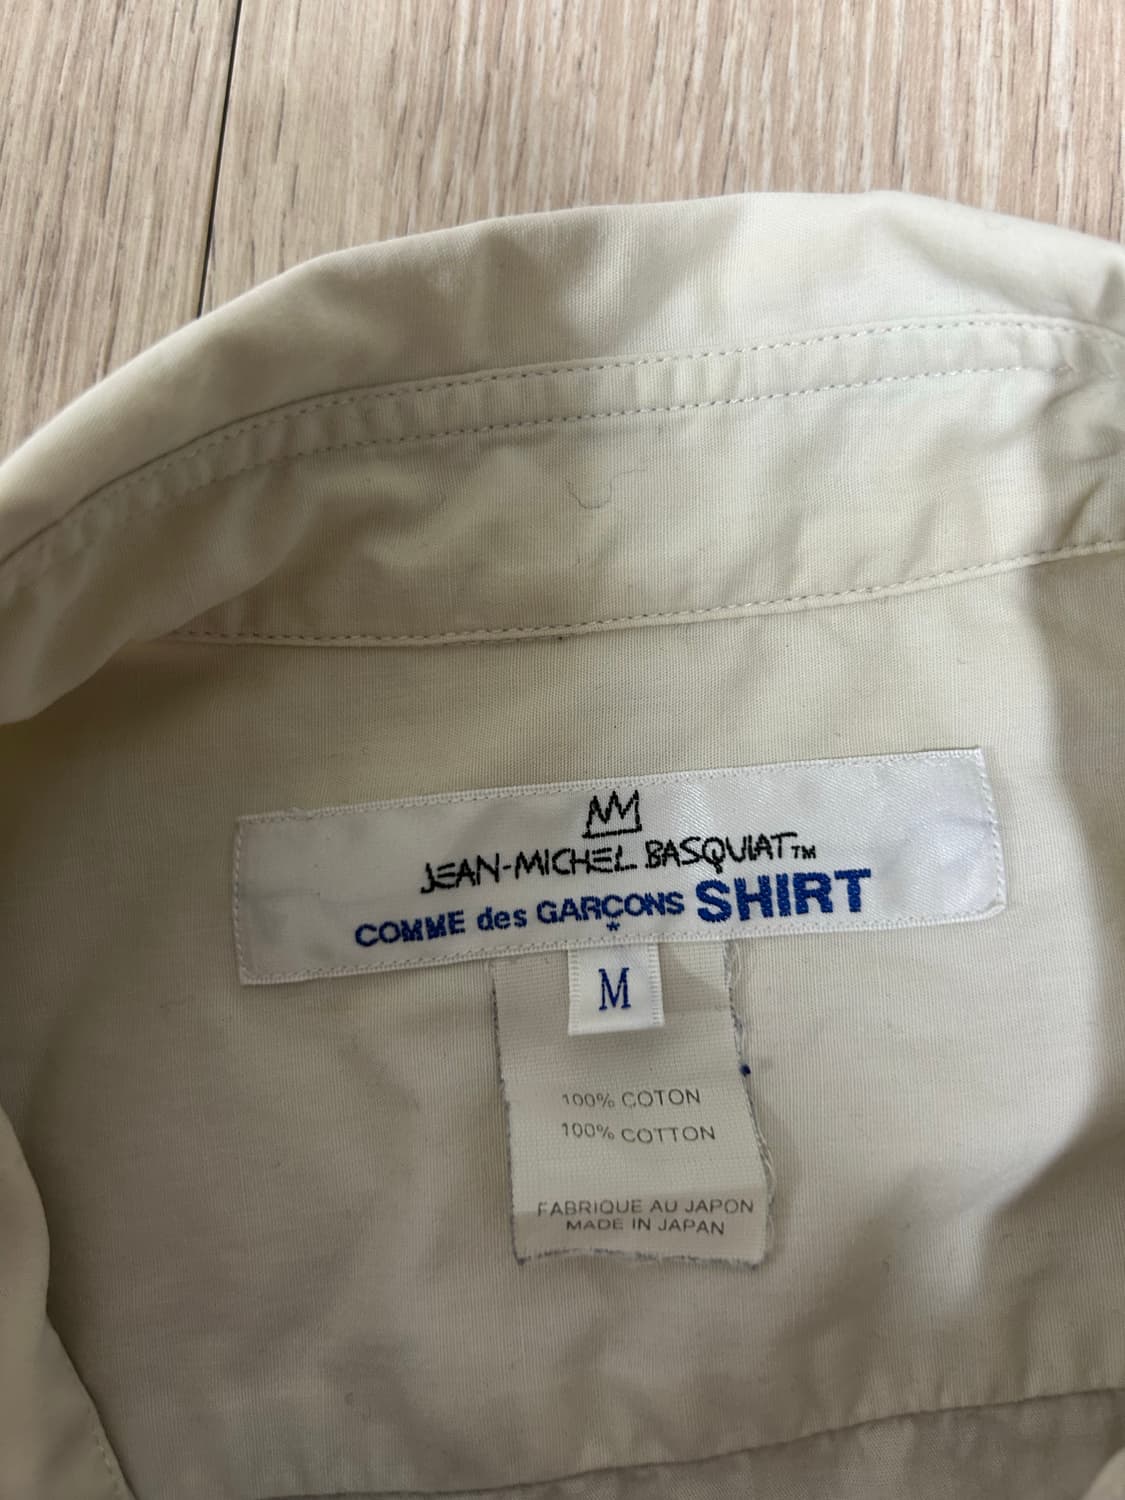 JEAN-MICHEL BASQUIAT™
COMME des GARÇONS SHIRT
*
M
100% COTON
100% COTTON
FABRIQUE AU JAPON
MADE IN JAPAN